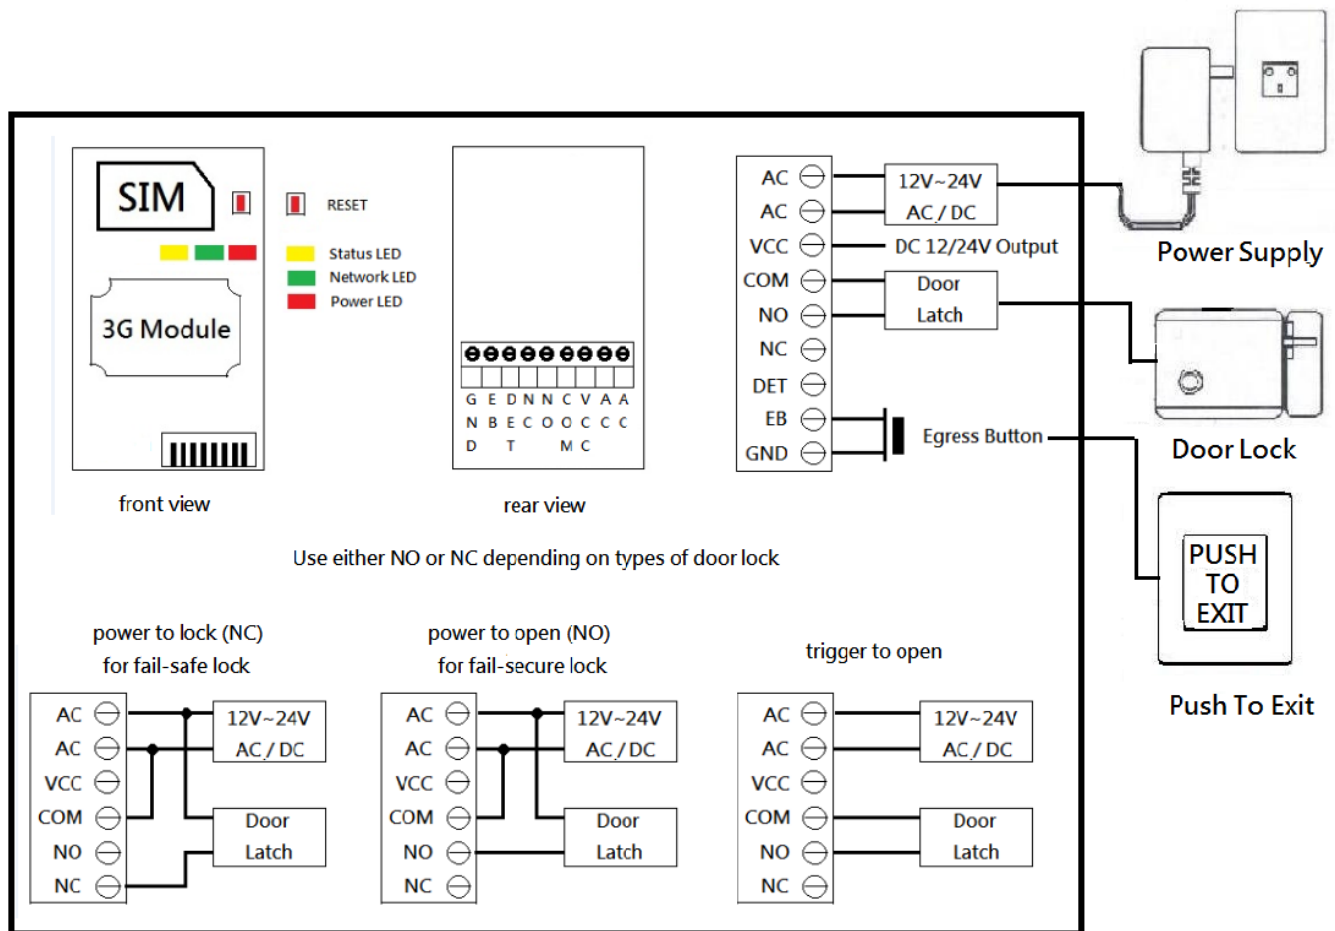 SIM
RESET
Status LED
Network LED
Power LED
3G Module
front view
G E D N N C V A A
N B E C O O C C C
D T M C
rear view
AC
AC
VCC
COM
NO
NC
DET
EB
GND
12V~24V
AC / DC
DC 12/24V Output
Door
Latch
Egress Button
Power Supply
Door Lock
PUSH
TO
EXIT
Push To Exit
Use either NO or NC depending on types of door lock
power to lock (NC)
for fail-safe lock
AC
AC
VCC
COM
NO
NC
12V~24V
AC / DC
Door
Latch
power to open (NO)
for fail-secure lock
AC
AC
VCC
COM
NO
NC
12V~24V
AC / DC
Door
Latch
trigger to open
AC
AC
VCC
COM
NO
NC
12V~24V
AC / DC
Door
Latch